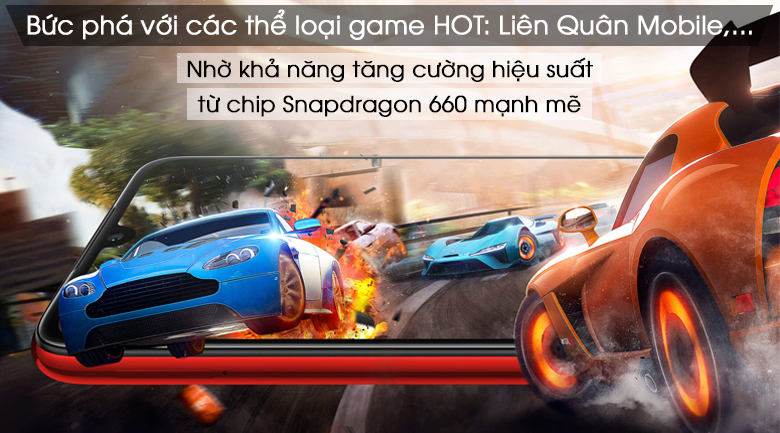 Bức phá với các thể loại game HOT: Liên Quân Mobile,...
Nhờ khả năng tăng cường hiệu suất
từ chip Snapdragon 660 mạnh mẽ